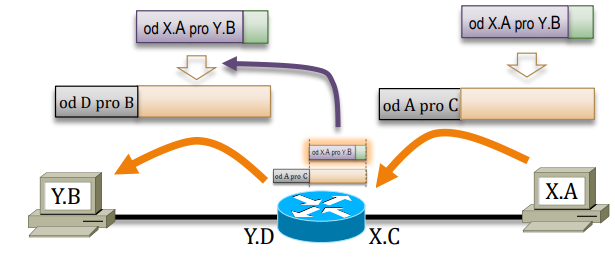 od X.A pro Y.B
od X.A pro Y.B
od D pro B
od A pro C
od X.A pro Y.B
od A pro C
Y.B
X.A
Y.D
X.C